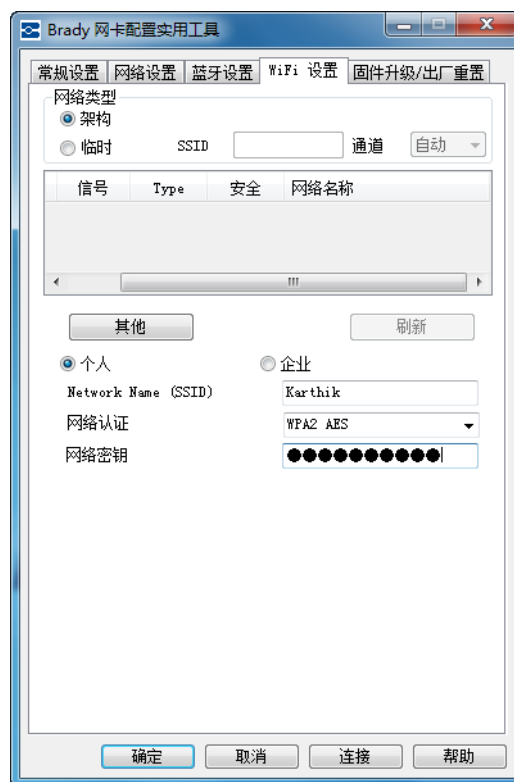 Brady 网卡配置实用工具
常规设置 网络设置 蓝牙设置 WiFi 设置 固件升级/出厂重置
网络类型
架构
临时 SSID 通道 自动
信号 Type 安全 网络名称
其他 刷新
个人 企业
Network Name (SSID) Karthik
网络认证 WPA2 AES
网络密钥 ●●●●●●●●●●
确定 取消 连接 帮助